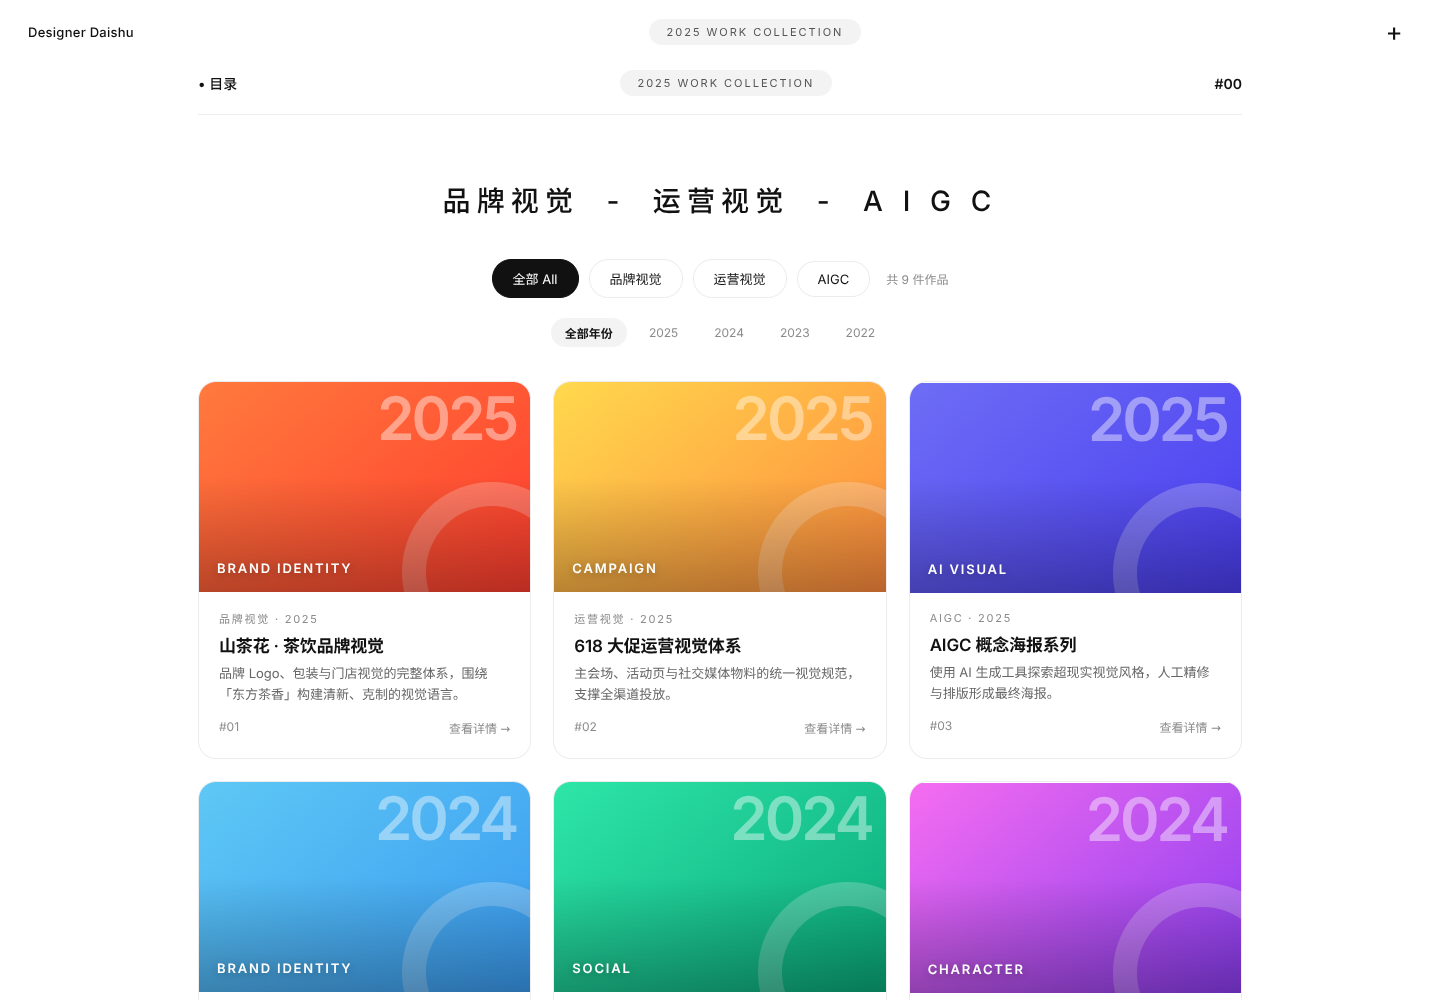 Designer Daishu
2025 WORK COLLECTION
+
• 目录
2025 WORK COLLECTION
#00
品牌视觉 - 运营视觉 - AIGC
全部 All
品牌视觉
运营视觉
AIGC
共 9 件作品
全部年份
2025
2024
2023
2022
2025
BRAND IDENTITY
品牌视觉 · 2025
山茶花 · 茶饮品牌视觉
品牌 Logo、包装与门店视觉的完整体系，围绕
「东方茶香」构建清新、克制的视觉语言。
#01
查看详情 →
2025
CAMPAIGN
运营视觉 · 2025
618 大促运营视觉体系
主会场、活动页与社交媒体物料的统一视觉规范，
支撑全渠道投放。
#02
查看详情 →
2025
AI VISUAL
AIGC · 2025
AIGC 概念海报系列
使用 AI 生成工具探索超现实视觉风格，人工精修
与排版形成最终海报。
#03
查看详情 →
2024
BRAND IDENTITY
2024
SOCIAL
2024
CHARACTER